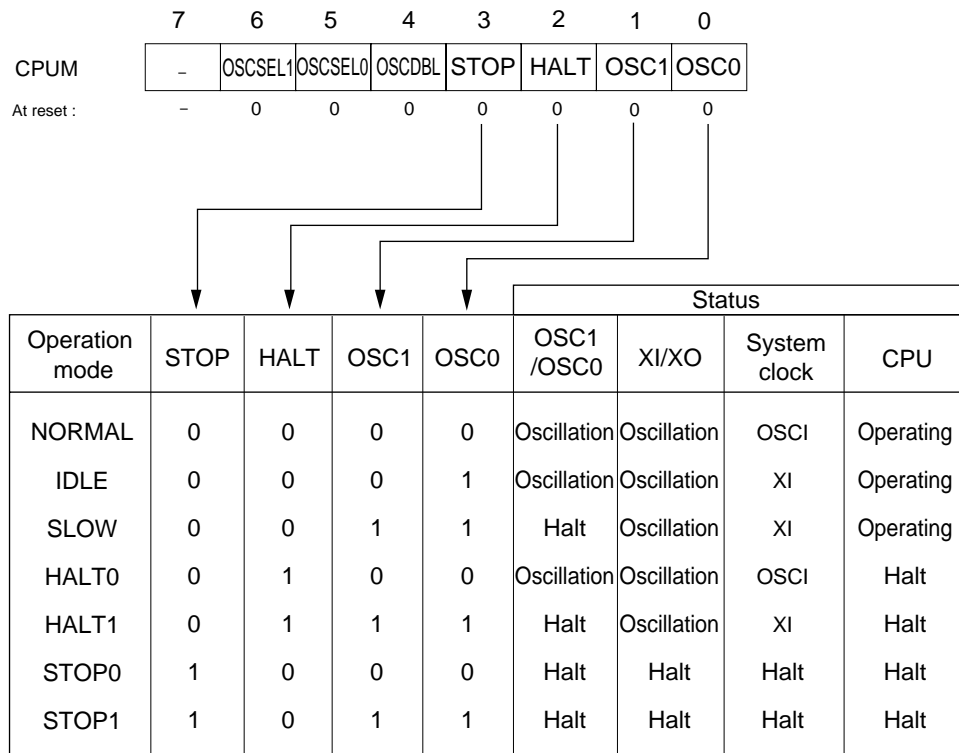 7 6 5 4 3 2 1 0
CPUM – OSCSEL1 OSCSEL0 OSCDBL STOP HALT OSC1 OSC0
At reset : – 0 0 0 0 0 0 0
Status
Operation mode STOP HALT OSC1 OSC0 OSC1 /OSC0 XI/XO System clock CPU
NORMAL 0 0 0 0 Oscillation Oscillation OSCI Operating
IDLE 0 0 0 1 Oscillation Oscillation XI Operating
SLOW 0 0 1 1 Halt Oscillation XI Operating
HALT0 0 1 0 0 Oscillation Oscillation OSCI Halt
HALT1 0 1 1 1 Halt Oscillation XI Halt
STOP0 1 0 0 0 Halt Halt Halt Halt
STOP1 1 0 1 1 Halt Halt Halt Halt